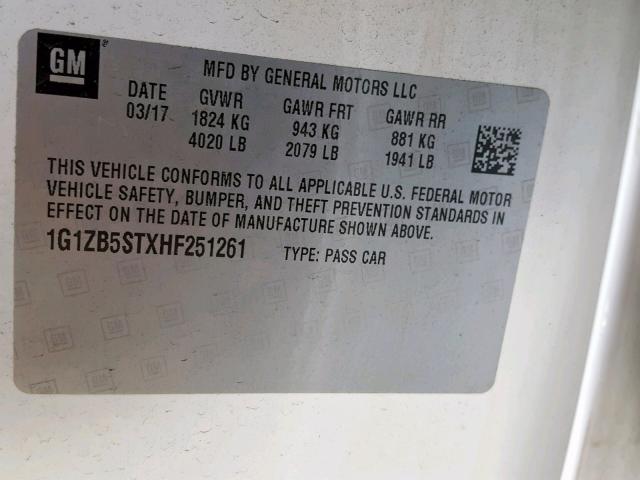 GM
MFD BY GENERAL MOTORS LLC
DATE GVWR GAWR FRT GAWR RR
03/17 1824 KG 943 KG 881 KG
4020 LB 2079 LB 1941 LB
THIS VEHICLE CONFORMS TO ALL APPLICABLE U.S. FEDERAL MOTOR
VEHICLE SAFETY, BUMPER, AND THEFT PREVENTION STANDARDS IN
EFFECT ON THE DATE OF MANUFACTURE SHOWN ABOVE.
1G1ZB5STXHF251261 TYPE: PASS CAR